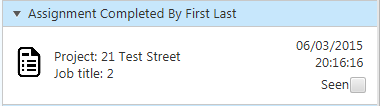 Assignment Completed By First Last
06/03/2015
Project: 21 Test Street
20:16:16
Job title: 2
Seen